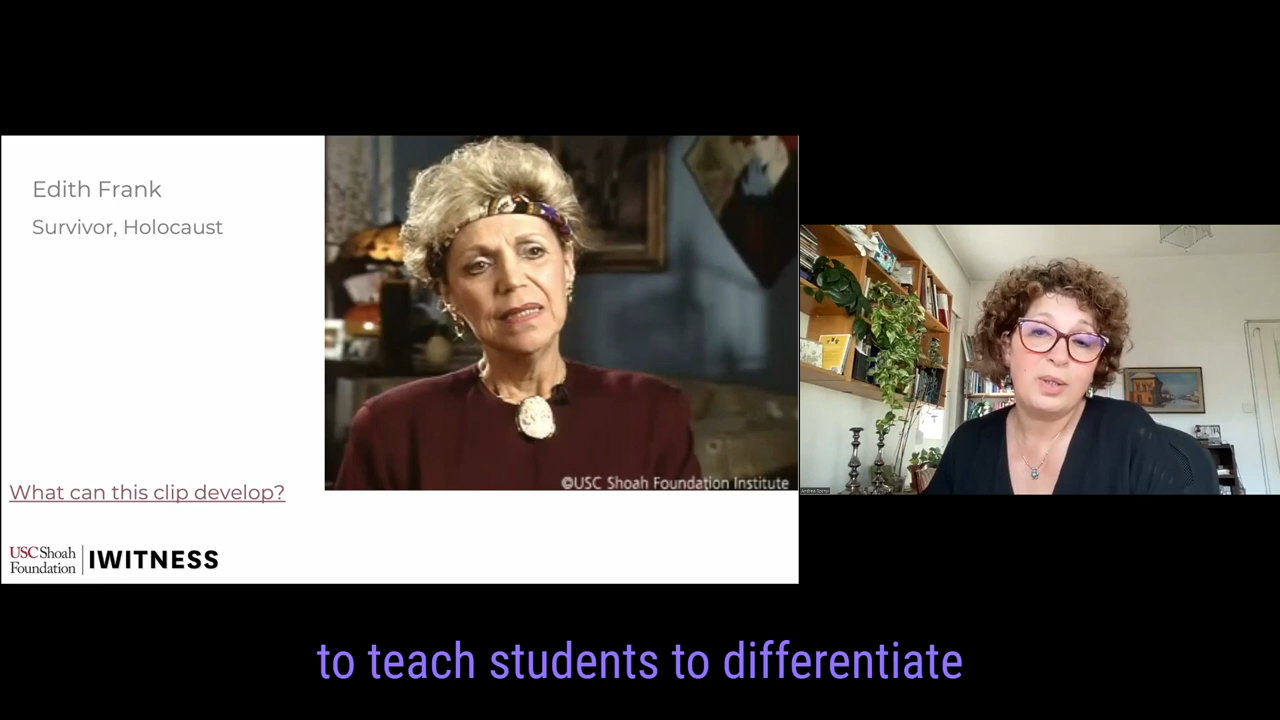 Edith Frank
Survivor, Holocaust
©USC Shoah Foundation Institute
What can this clip develop?
USC Shoah
Foundation
IWITNESS
to teach students to differentiate